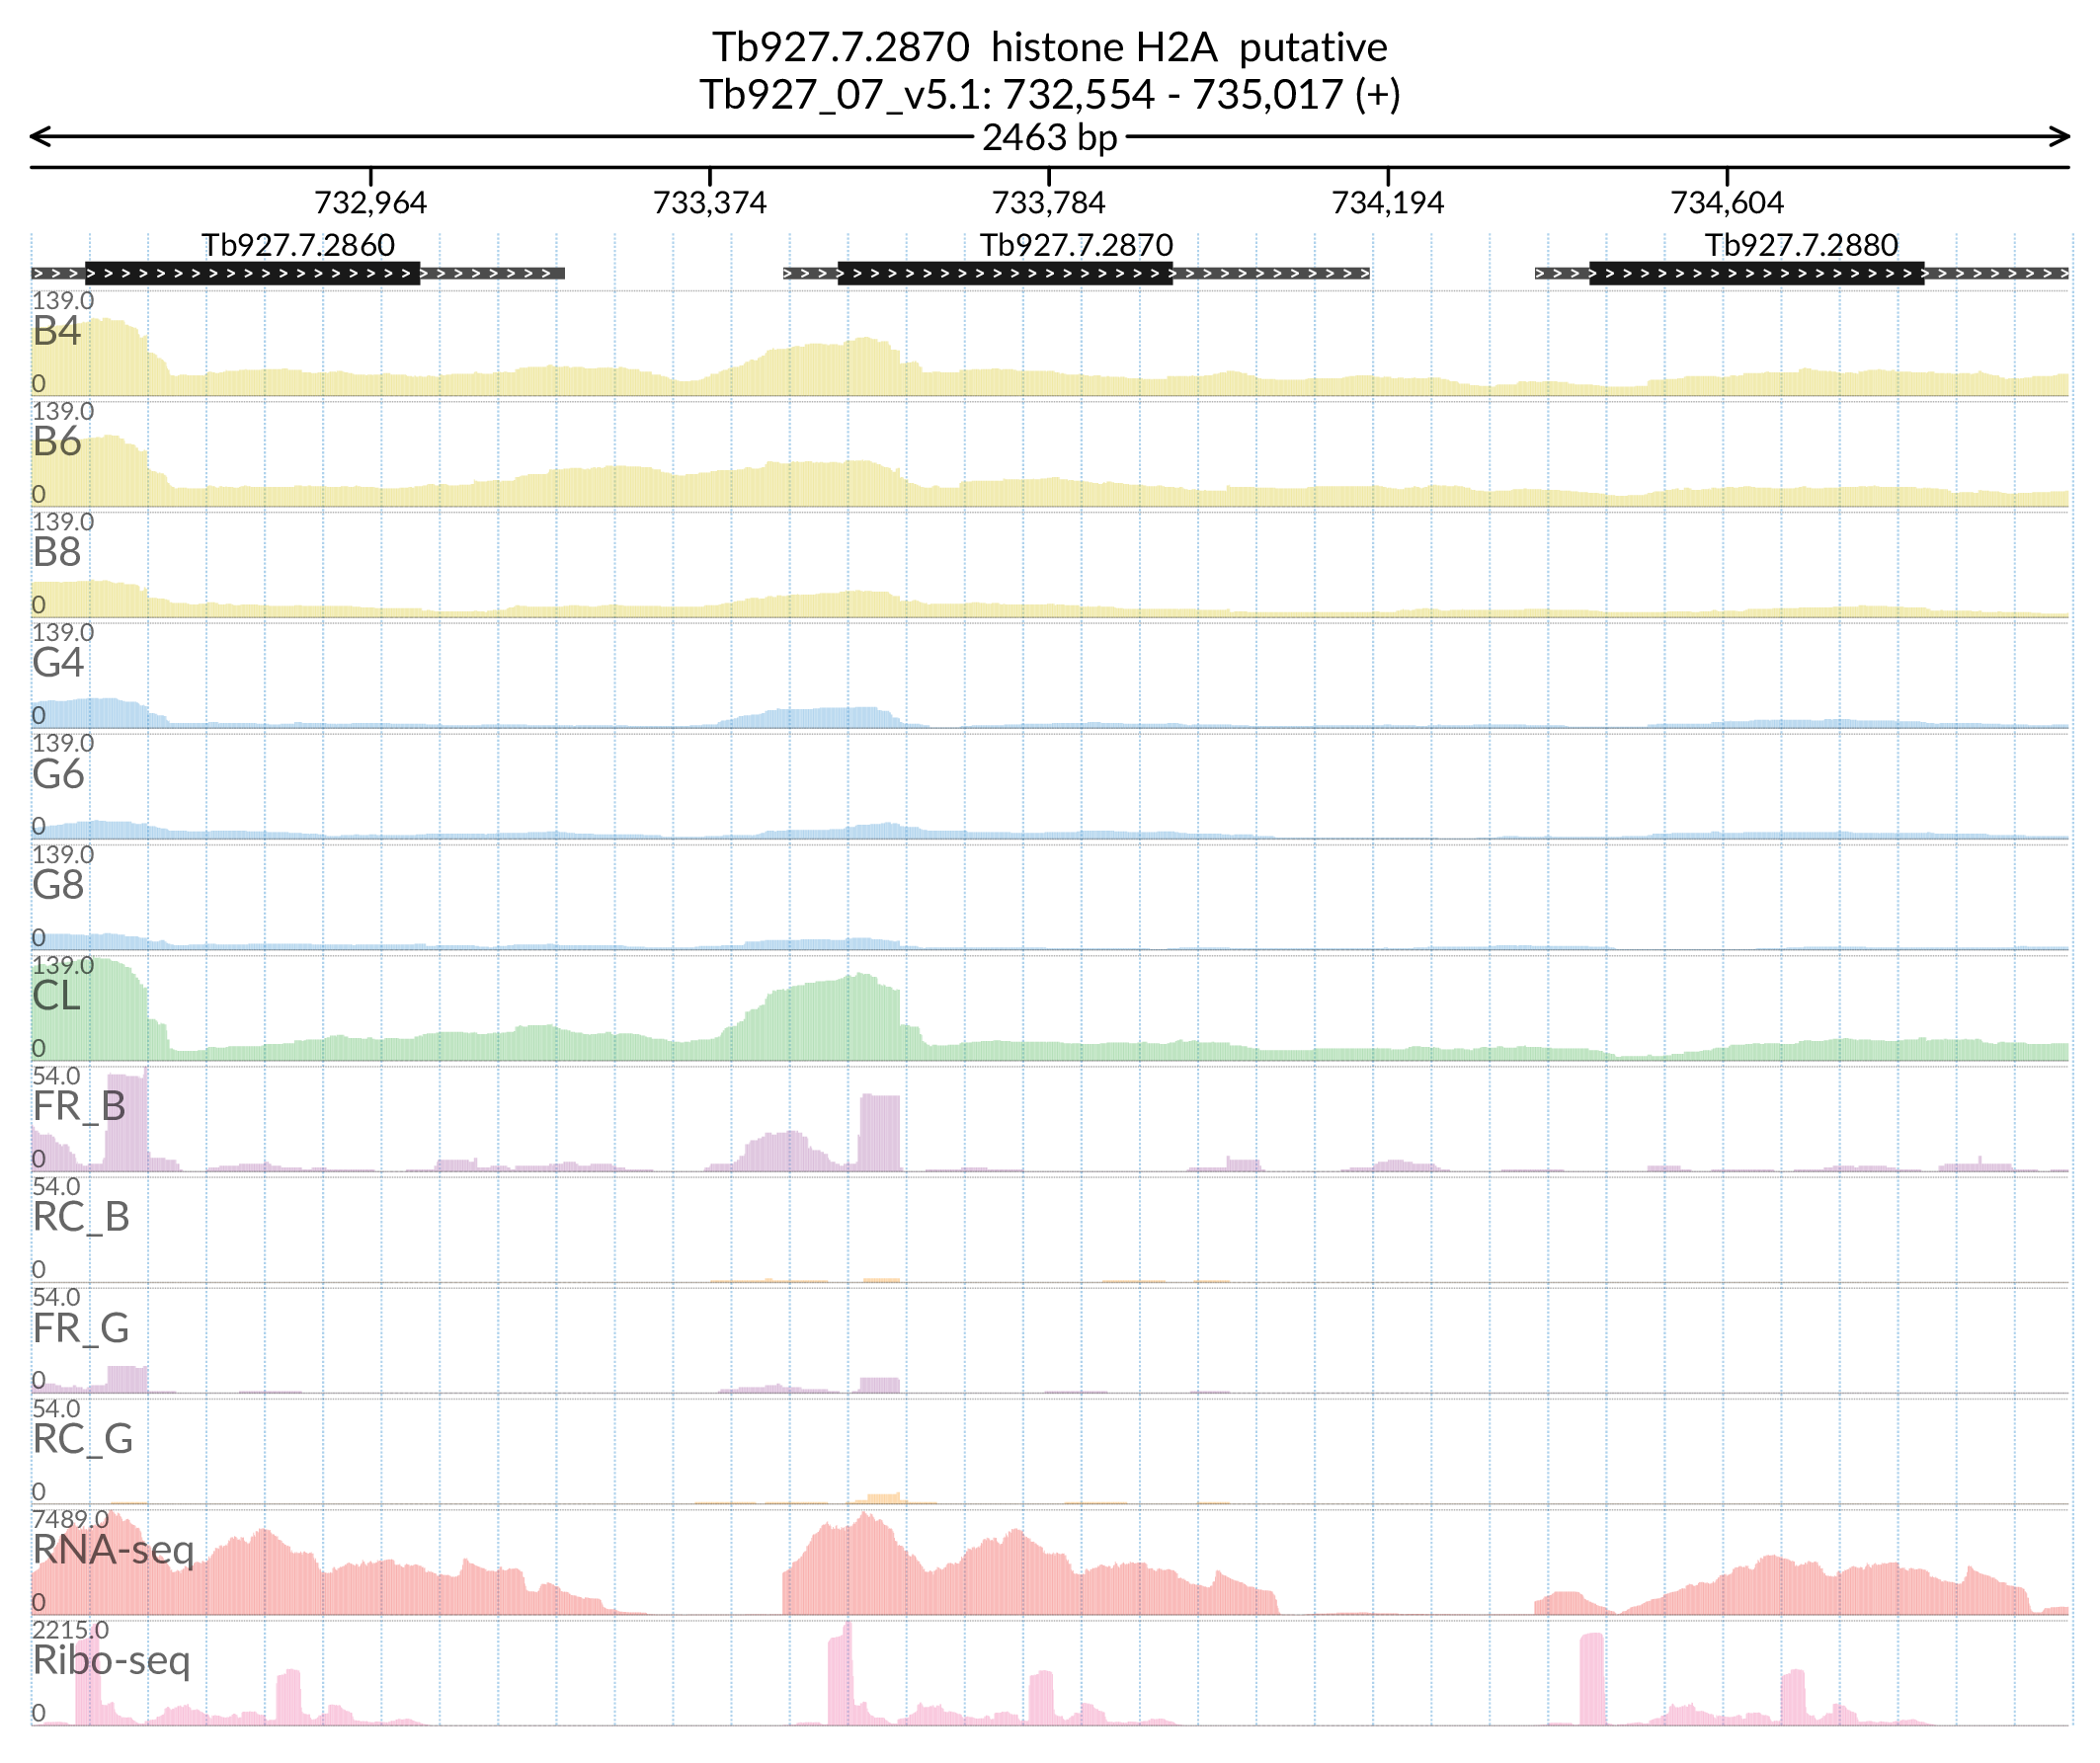 Tb927.7.2870 histone H2A putative
Tb927_07_v5.1: 732,554 - 735,017 (+)
2463 bp
732,964 733,374 733,784 734,194 734,604
Tb927.7.2860 Tb927.7.2870 Tb927.7.2880
139.0
B4
0
139.0
B6
0
139.0
B8
0
139.0
G4
0
139.0
G6
0
139.0
G8
0
139.0
CL
0
54.0
FR_B
0
54.0
RC_B
0
54.0
FR_G
0
54.0
RC_G
0
7489.0
RNA-seq
0
2215.0
Ribo-seq
0